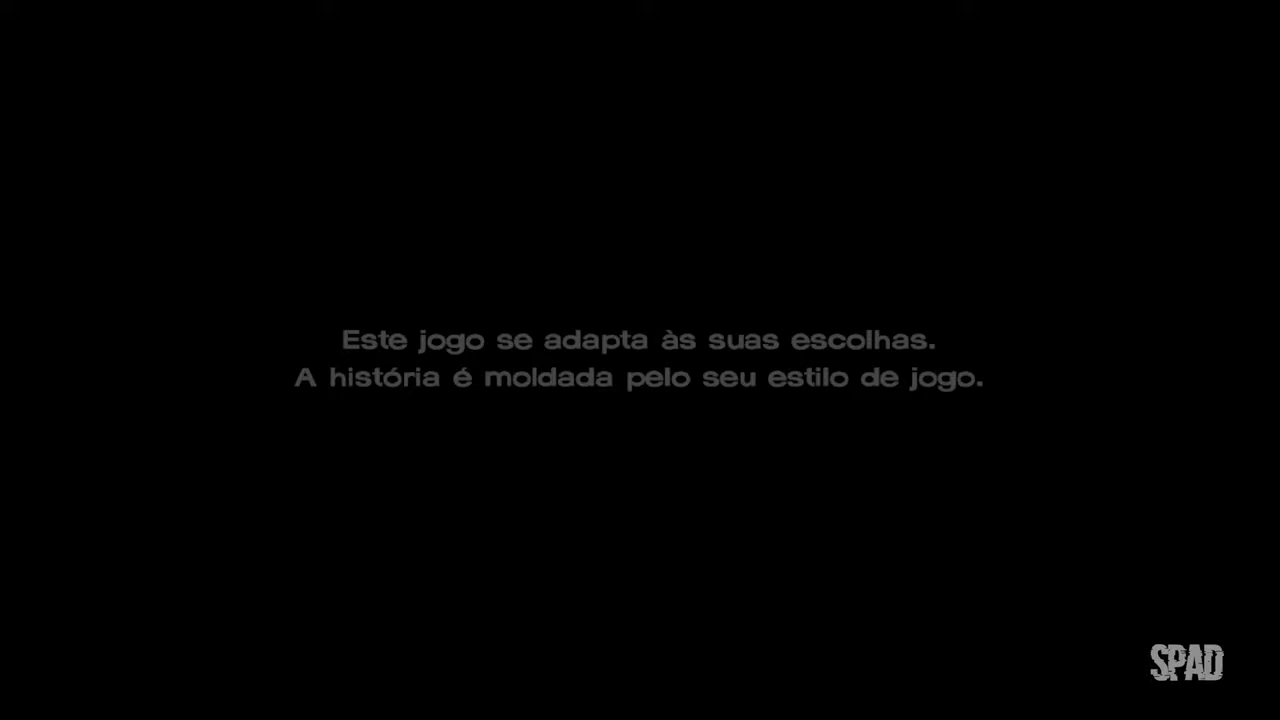 Este jogo se adapta às suas escolhas.
A história é moldada pelo seu estilo de jogo.
SPAD